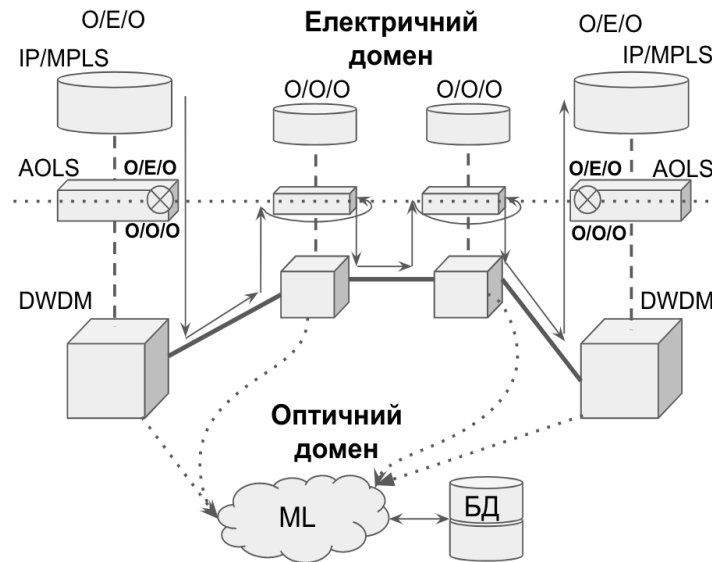 O/E/O
Електричний
домен
O/E/O
IP/MPLS
IP/MPLS
O/O/O
O/O/O
AOLS
O/E/O
O/E/O
AOLS
O/O/O
O/O/O
DWDM
DWDM
Оптичний
домен
ML
БД